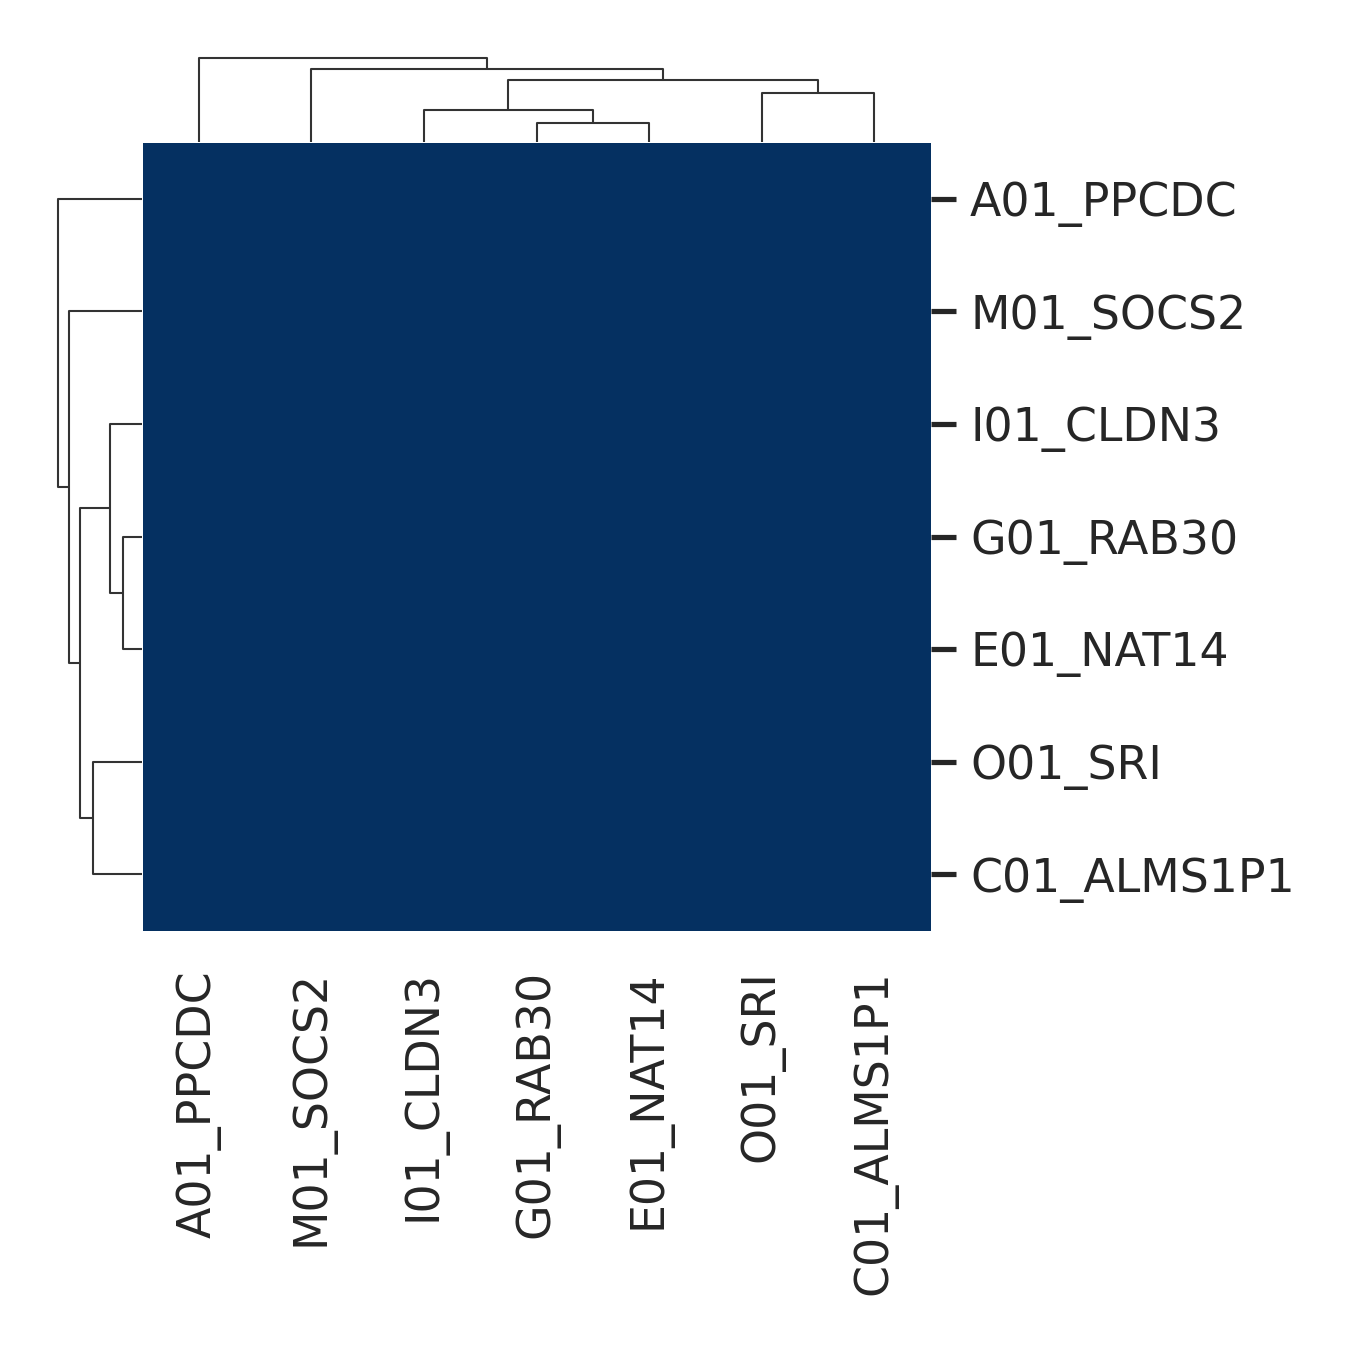 A01_PPCDC
M01_SOCS2
I01_CLDN3
G01_RAB30
E01_NAT14
O01_SRI
C01_ALMS1P1
A01_PPCDC
M01_SOCS2
I01_CLDN3
G01_RAB30
E01_NAT14
O01_SRI
C01_ALMS1P1